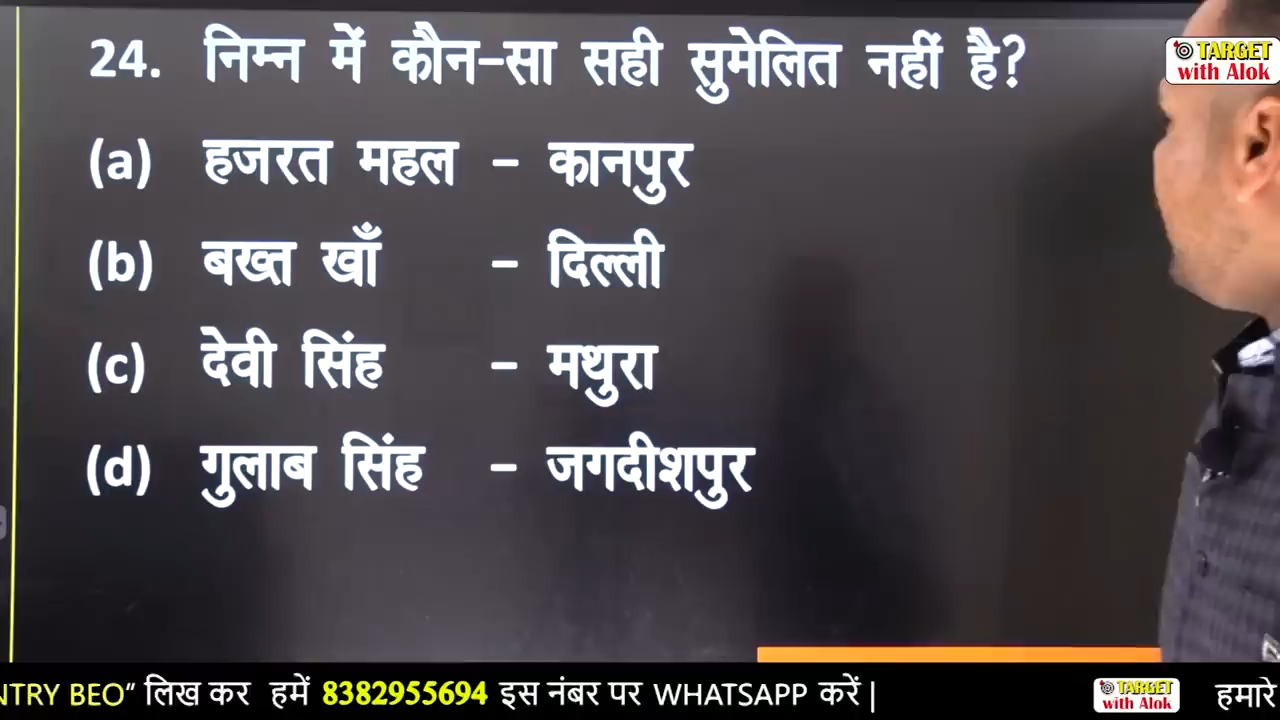 24. निम्न में कौन-सा सही सुमेलित नहीं है?
TARGET
with Alok
(a) हजरत महल - कानपुर
(b) बख्त खाँ - दिल्ली
(c) देवी सिंह - मथुरा
(d) गुलाब सिंह - जगदीशपुर
NTRY BEO" लिख कर हमें 8382955694 इस नंबर पर WHATSAPP करें |
TARGET
with Alok
हमारे